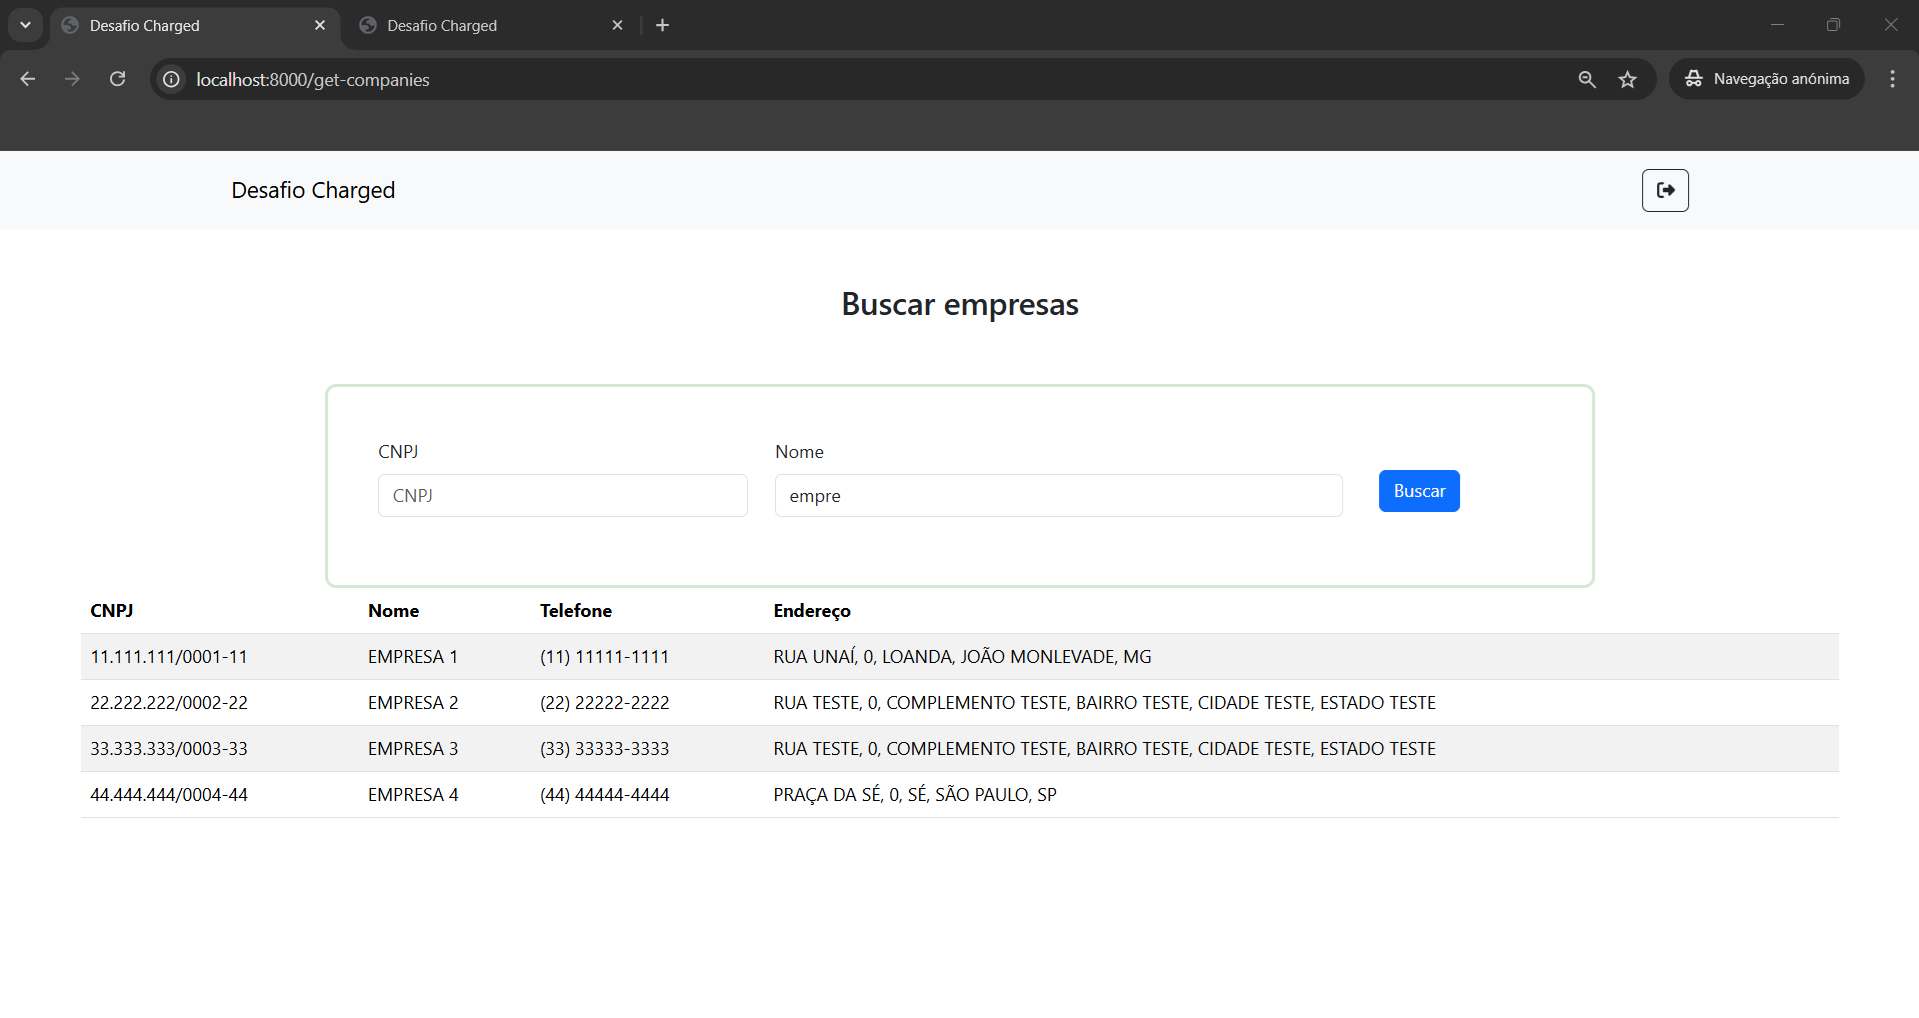 Desafio Charged
Desafio Charged
localhost:8000/get-companies
Navegação anónima
Desafio Charged
Buscar empresas
CNPJ Nome
CNPJ empre Buscar
CNPJ Nome Telefone Endereço
11.111.111/0001-11 EMPRESA 1 (11) 11111-1111 RUA UNAÍ, 0, LOANDA, JOÃO MONLEVADE, MG
22.222.222/0002-22 EMPRESA 2 (22) 22222-2222 RUA TESTE, 0, COMPLEMENTO TESTE, BAIRRO TESTE, CIDADE TESTE, ESTADO TESTE
33.333.333/0003-33 EMPRESA 3 (33) 33333-3333 RUA TESTE, 0, COMPLEMENTO TESTE, BAIRRO TESTE, CIDADE TESTE, ESTADO TESTE
44.444.444/0004-44 EMPRESA 4 (44) 44444-4444 PRAÇA DA SÉ, 0, SÉ, SÃO PAULO, SP